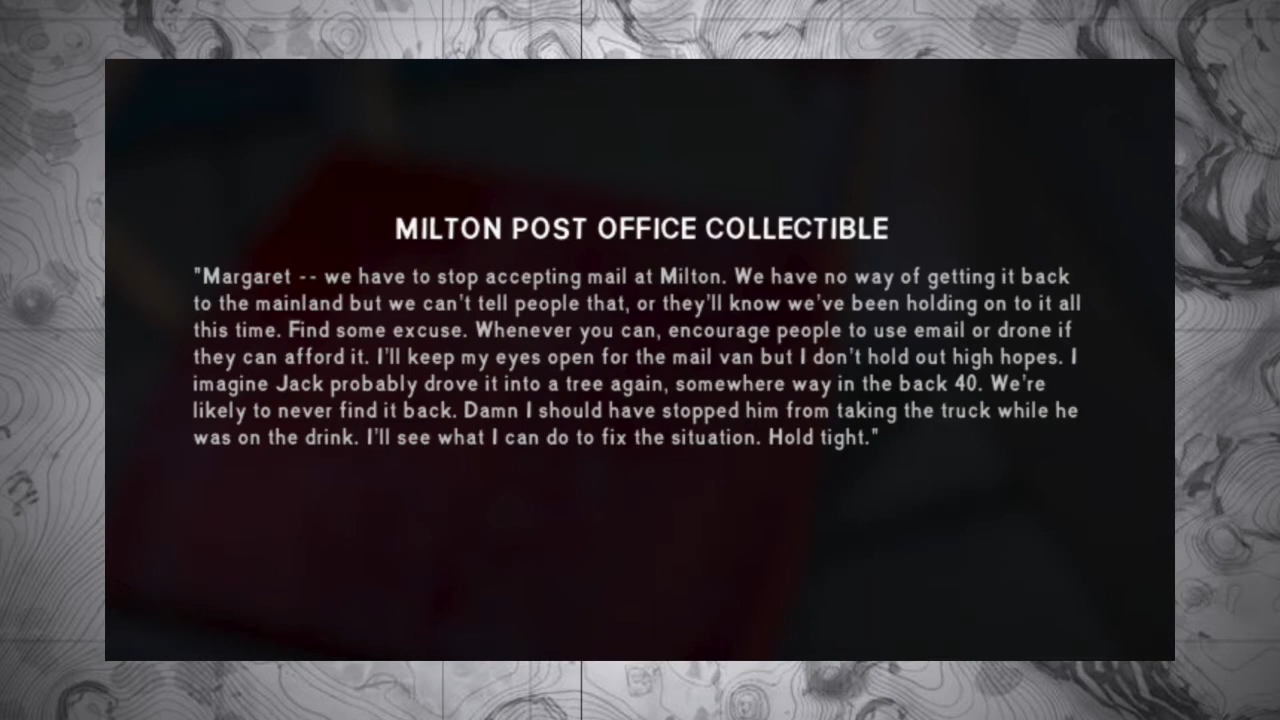 MILTON POST OFFICE COLLECTIBLE
"Margaret -- we have to stop accepting mail at Milton. We have no way of getting it back
to the mainland but we can't tell people that, or they'll know we've been holding on to it all
this time. Find some excuse. Whenever you can, encourage people to use email or drone if
they can afford it. I'll keep my eyes open for the mail van but I don't hold out high hopes. I
imagine Jack probably drove it into a tree again, somewhere way in the back 40. We're
likely to never find it back. Damn I should have stopped him from taking the truck while he
was on the drink. I'll see what I can do to fix the situation. Hold tight."